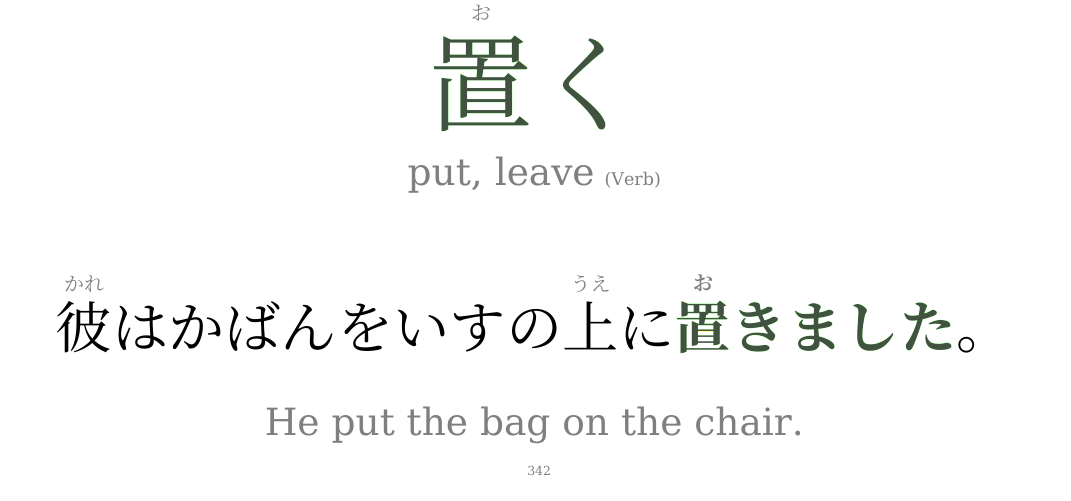 お
置く
put, leave (Verb)
かれ うえ お
彼はかばんをいすの上に置きました。
He put the bag on the chair.
342